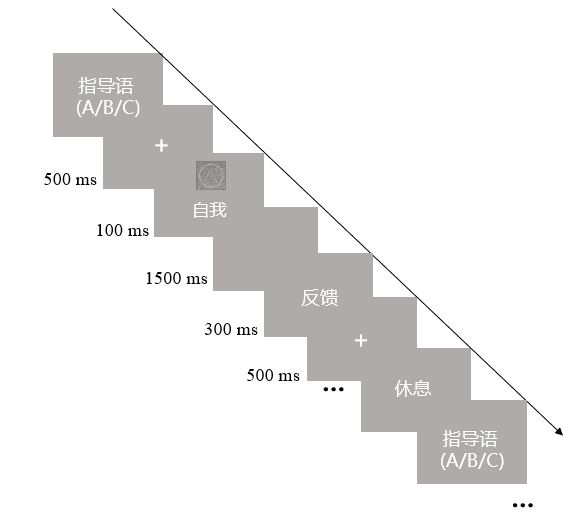 指导语
(A/B/C)
+
500 ms
自我
100 ms
1500 ms
反馈
300 ms
+
500 ms
...
休息
指导语
(A/B/C)
...